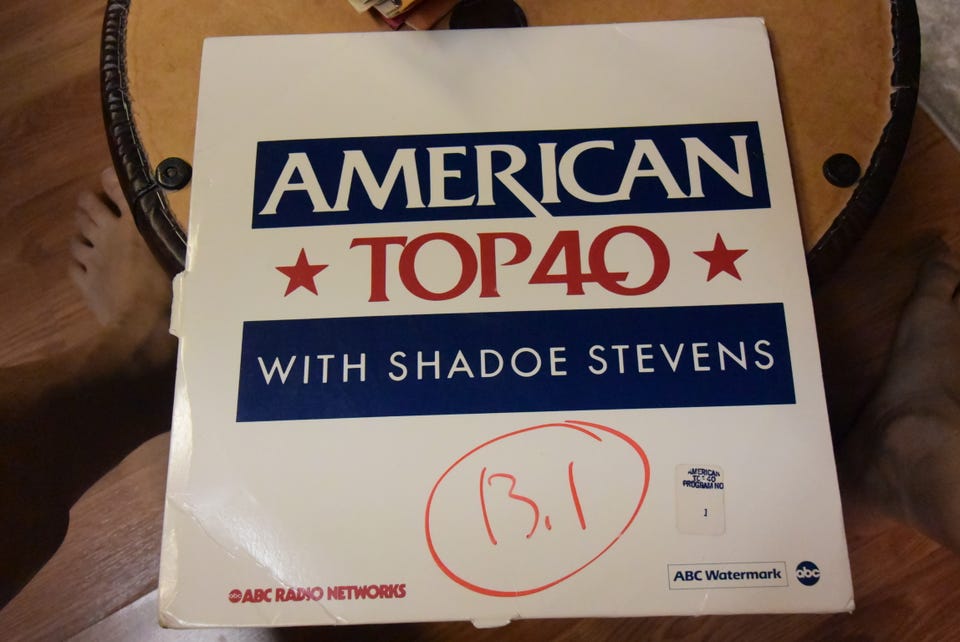 AMERICAN
TOP 40
WITH SHADOE STEVENS
13.1
AMERICAN
TOP 40
PROGRAM NO
1
abc ABC RADIO NETWORKS
ABC Watermark abc